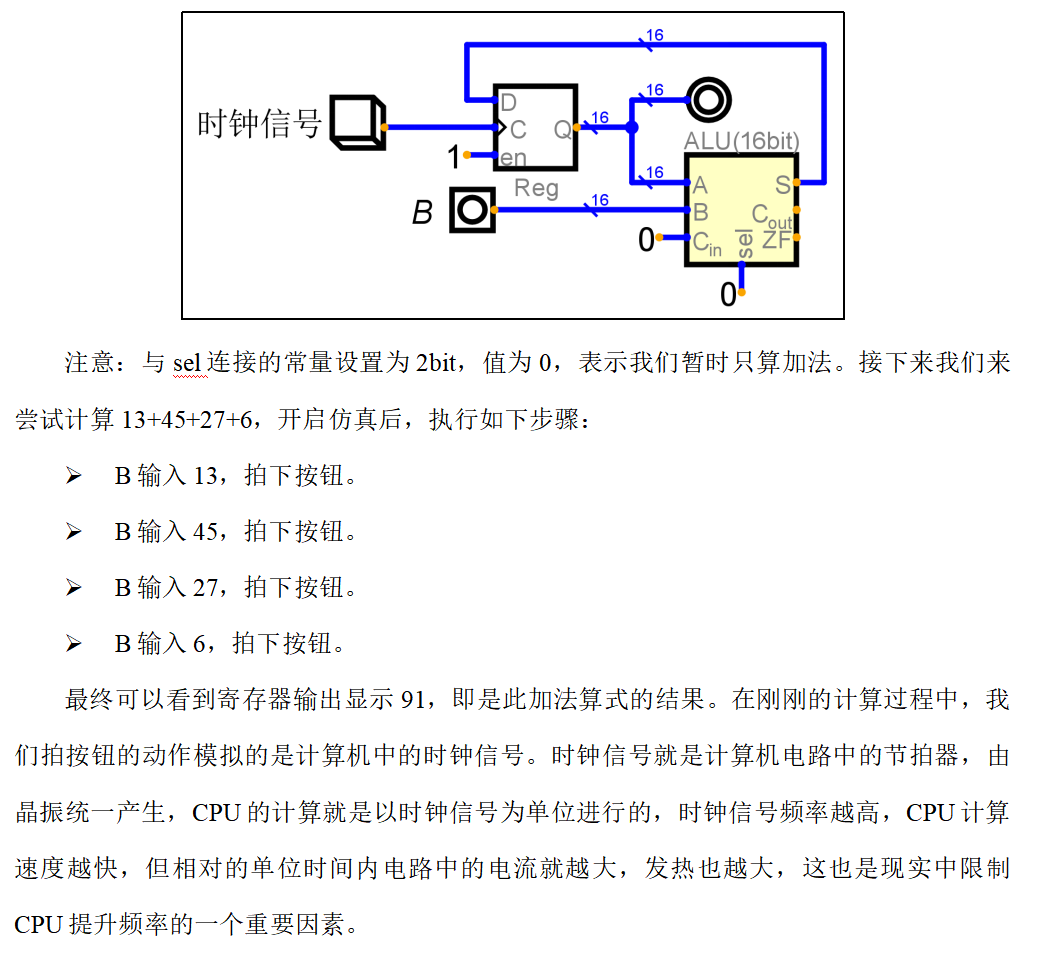 16
16
D
时钟信号
C
Q
16
ALU(16bit)
1
en
16
A
S
Reg
16
B
B
Cout
0
Cin
sel
ZF
0
注意：与 sel 连接的常量设置为 2bit，值为 0，表示我们暂时只算加法。接下来我们来
尝试计算 13+45+27+6，开启仿真后，执行如下步骤：
➢ B 输入 13，拍下按钮。
➢ B 输入 45，拍下按钮。
➢ B 输入 27，拍下按钮。
➢ B 输入 6，拍下按钮。
最终可以看到寄存器输出显示 91，即是此加法算式的结果。在刚刚的计算过程中，我
们拍按钮的动作模拟的是计算机中的时钟信号。时钟信号就是计算机电路中的节拍器，由
晶振统一产生，CPU 的计算就是以时钟信号为单位进行的，时钟信号频率越高，CPU 计算
速度越快，但相对的单位时间内电路中的电流就越大，发热也越大，这也是现实中限制
CPU 提升频率的一个重要因素。